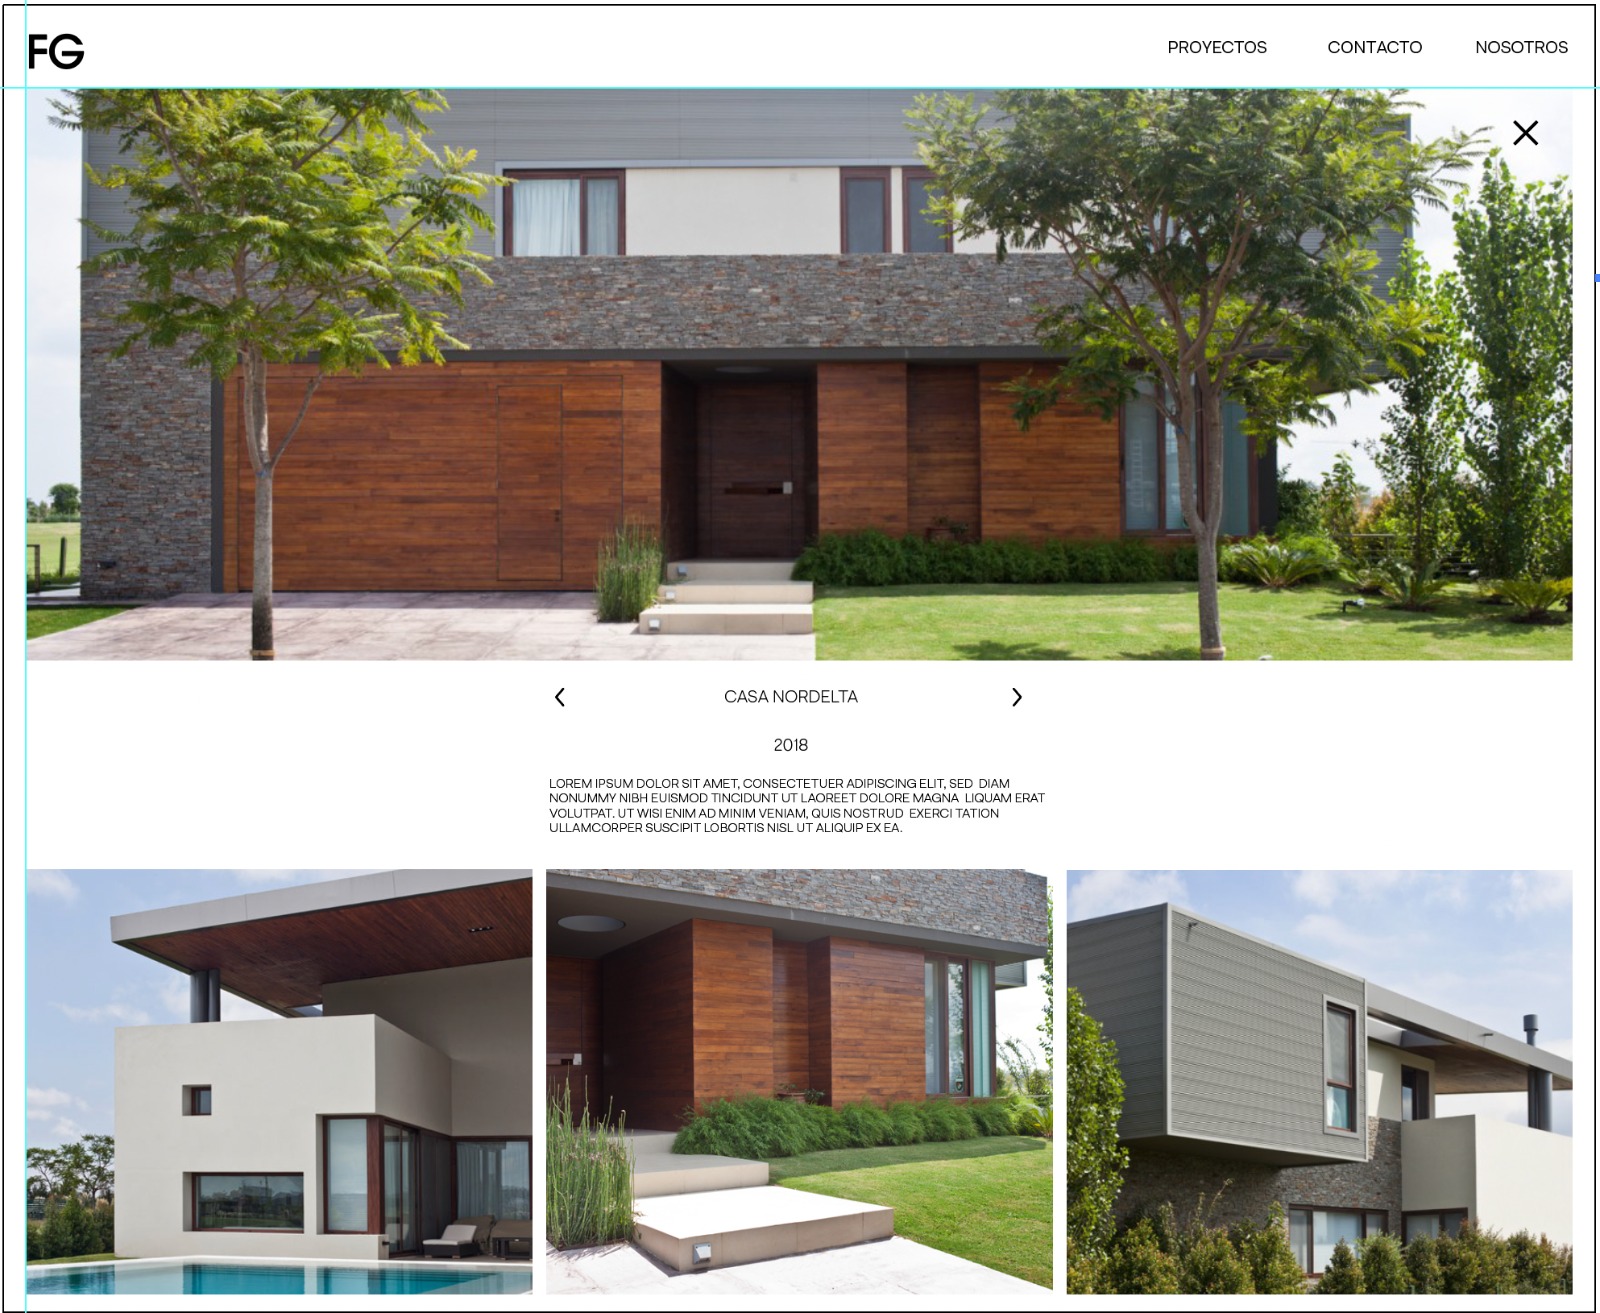 FG
PROYECTOS CONTACTO NOSOTROS
CASA NORDELTA
2018
LOREM IPSUM DOLOR SIT AMET, CONSECTETUER ADIPISCING ELIT, SED DIAM
NONUMMY NIBH EUISMOD TINCIDUNT UT LAOREET DOLORE MAGNA LIQUAM ERAT
VOLUTPAT. UT WISI ENIM AD MINIM VENIAM, QUIS NOSTRUD EXERCI TATION
ULLAMCORPER SUSCIPIT LOBORTIS NISL UT ALIQUIP EX EA.